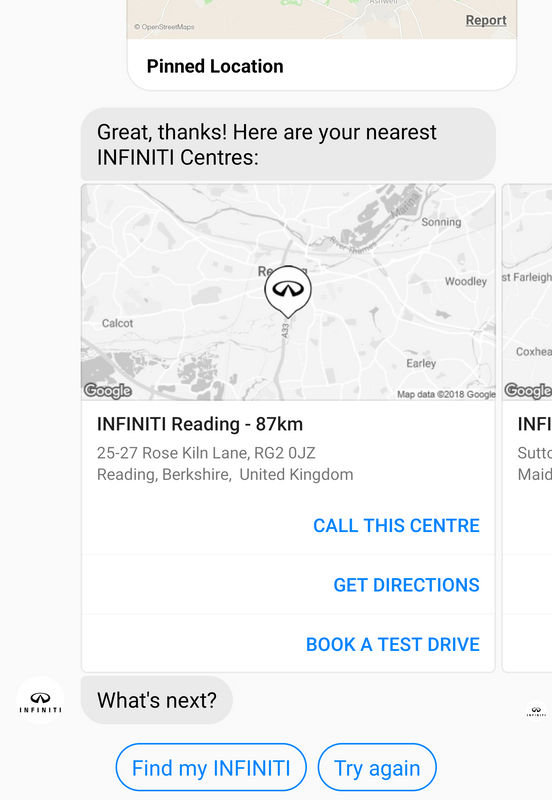 Ashwell
© OpenStreetMaps
Report
Pinned Location
Great, thanks! Here are your nearest
INFINITI Centres:
Marina
Sonning
River Thames
Woodley
Calcot
A33
Earley
Google
Map data ©2018 Google
st Farleigh
Coxhea
Google
INFINITI Reading - 87km
25-27 Rose Kiln Lane, RG2 0JZ
Reading, Berkshire, United Kingdom
INFI
Sutto
Maid
CALL THIS CENTRE
GET DIRECTIONS
BOOK A TEST DRIVE
INFINITI
What's next?
INFINITI
Find my INFINITI
Try again